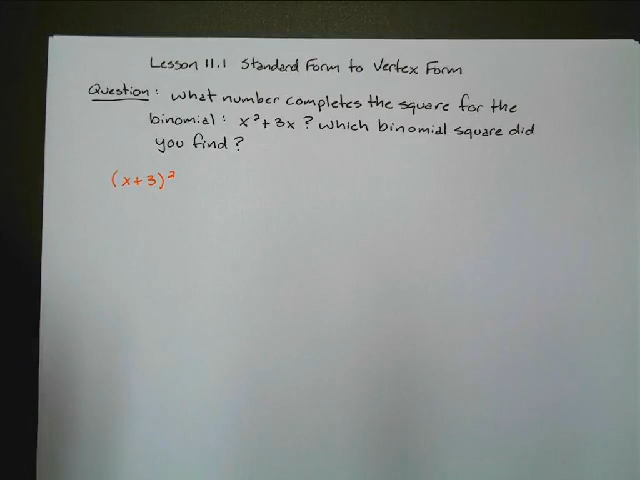 Lesson 11.1 Standard Form to Vertex Form
Question: What number completes the square for the
binomial: x²+3x? Which binomial square did
you find?
(x+3)²